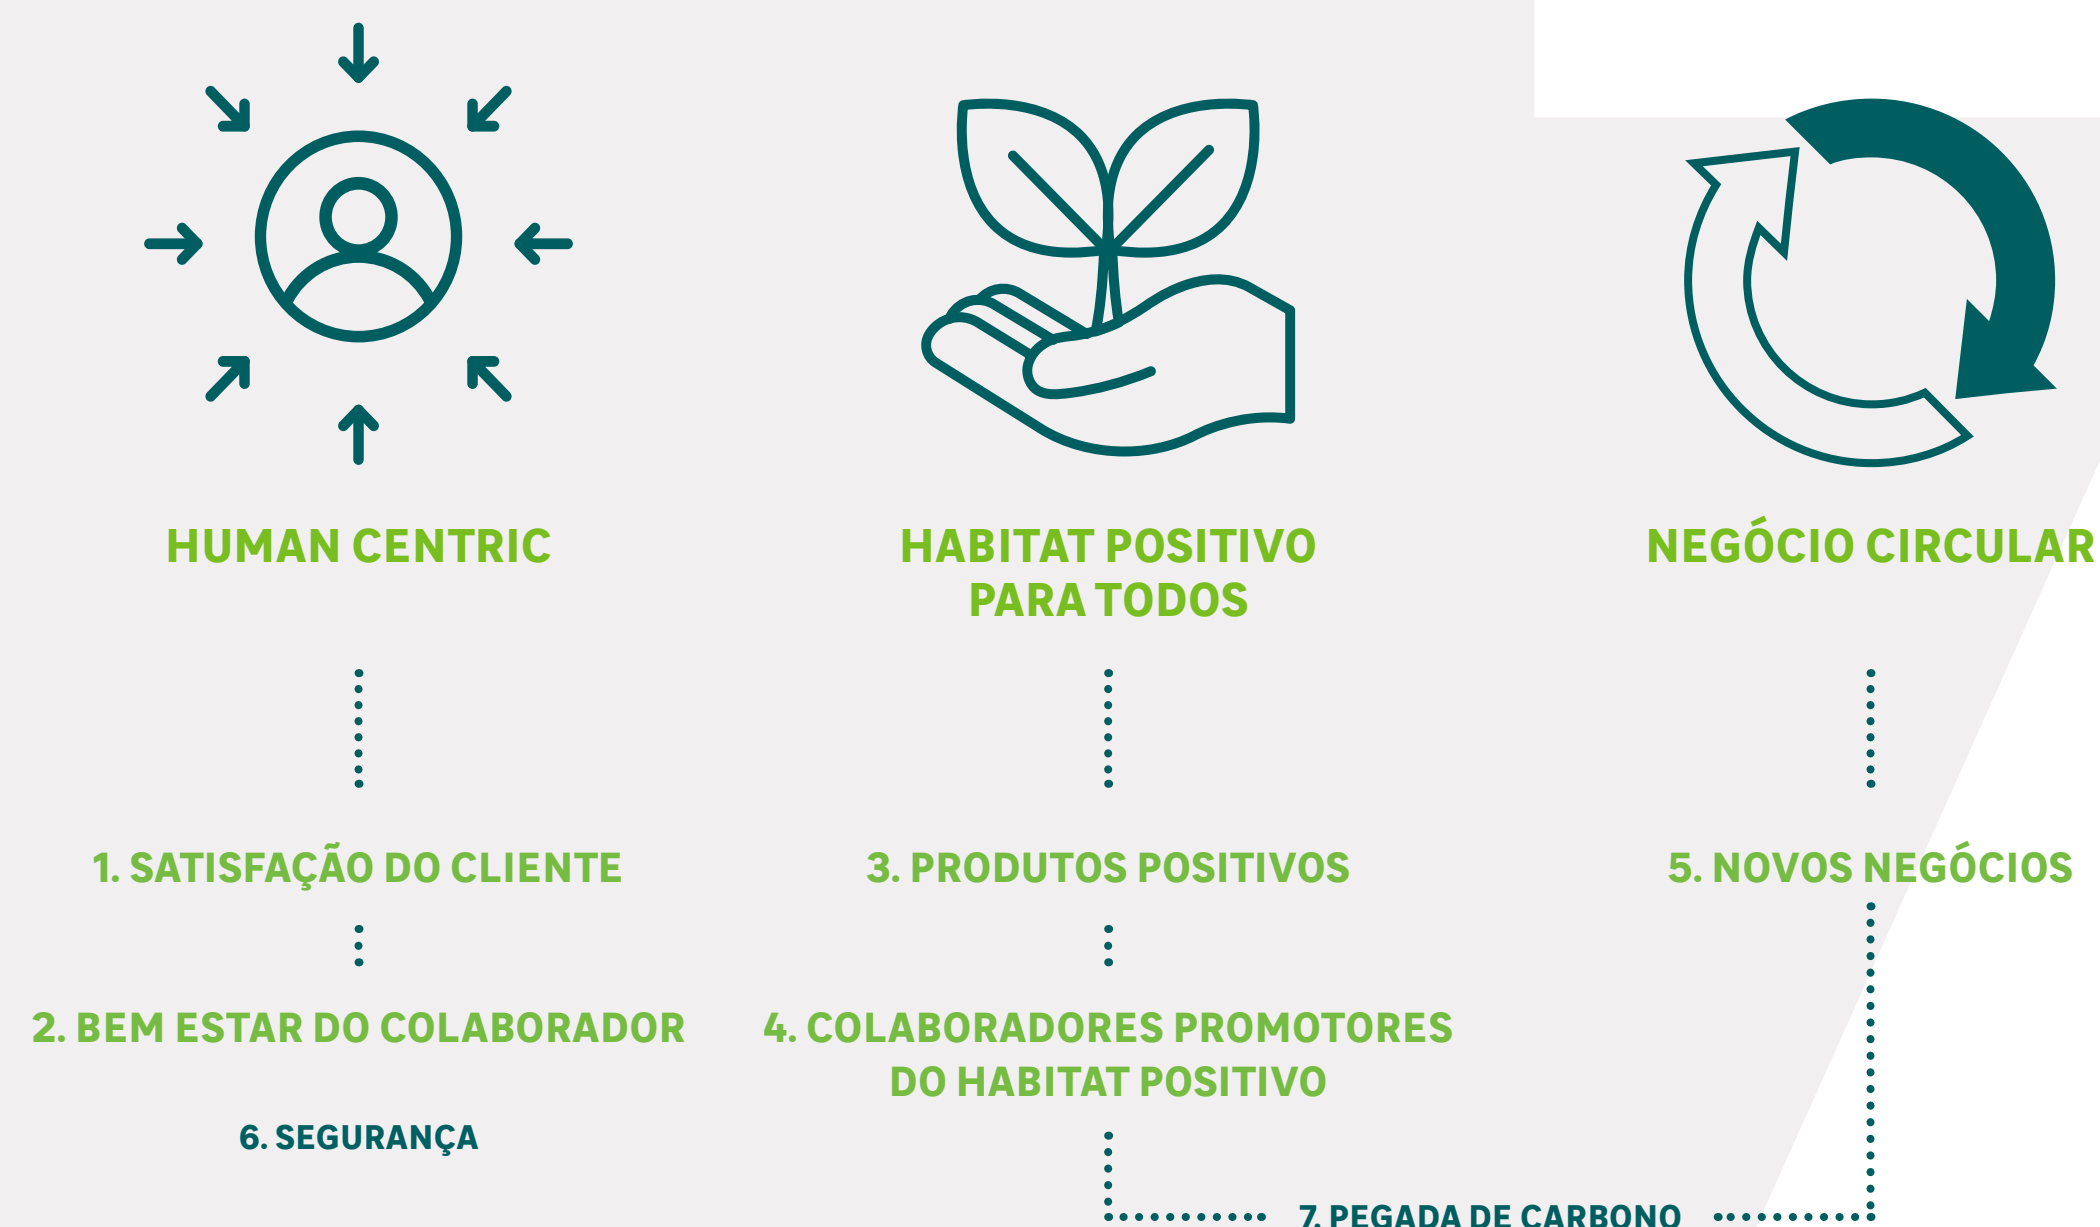 HUMAN CENTRIC
HABITAT POSITIVO
PARA TODOS
NEGÓCIO CIRCULAR
1. SATISFAÇÃO DO CLIENTE
3. PRODUTOS POSITIVOS
5. NOVOS NEGÓCIOS
2. BEM ESTAR DO COLABORADOR
4. COLABORADORES PROMOTORES
DO HABITAT POSITIVO
6. SEGURANÇA
7. PEGADA DE CARBONO